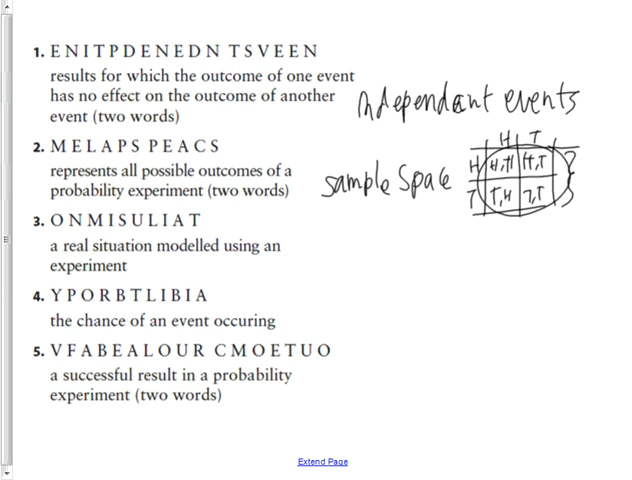 1. E N I T P D E N E D N T S V E E N
results for which the outcome of one event
has no effect on the outcome of another
event (two words)
independent events
2. M E L A P S P E A C S
represents all possible outcomes of a
probability experiment (two words)
sample Space
H T
H H,H H,T
T T,H T,T
3. O N M I S U L I A T
a real situation modelled using an
experiment
4. Y P O R B T L I B I A
the chance of an event occuring
5. V F A B E A L O U R C M O E T U O
a successful result in a probability
experiment (two words)
Extend Page